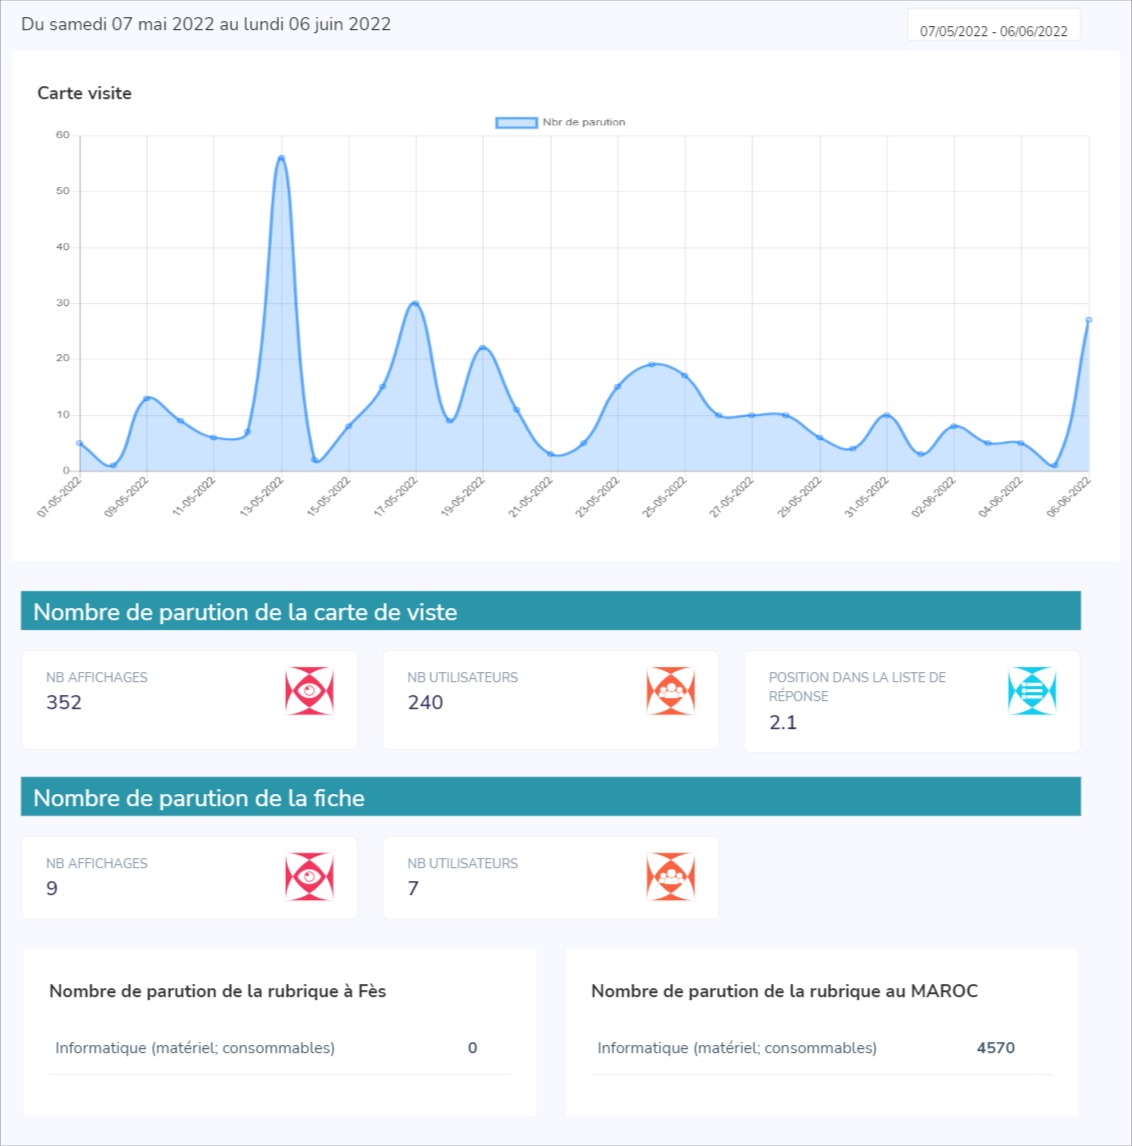 Du samedi 07 mai 2022 au lundi 06 juin 2022
07/05/2022 - 06/06/2022
Carte visite
Nbr de parution
60
50
40
30
20
10
0
07-05-2022
09-05-2022
11-05-2022
13-05-2022
15-05-2022
17-05-2022
19-05-2022
21-05-2022
23-05-2022
25-05-2022
27-05-2022
29-05-2022
31-05-2022
02-06-2022
04-06-2022
06-06-2022
Nombre de parution de la carte de viste
NB AFFICHAGES
352
NB UTILISATEURS
240
POSITION DANS LA LISTE DE
RÉPONSE
2.1
Nombre de parution de la fiche
NB AFFICHAGES
9
NB UTILISATEURS
7
Nombre de parution de la rubrique à Fès
Informatique (matériel; consommables) 0
Nombre de parution de la rubrique au MAROC
Informatique (matériel; consommables) 4570